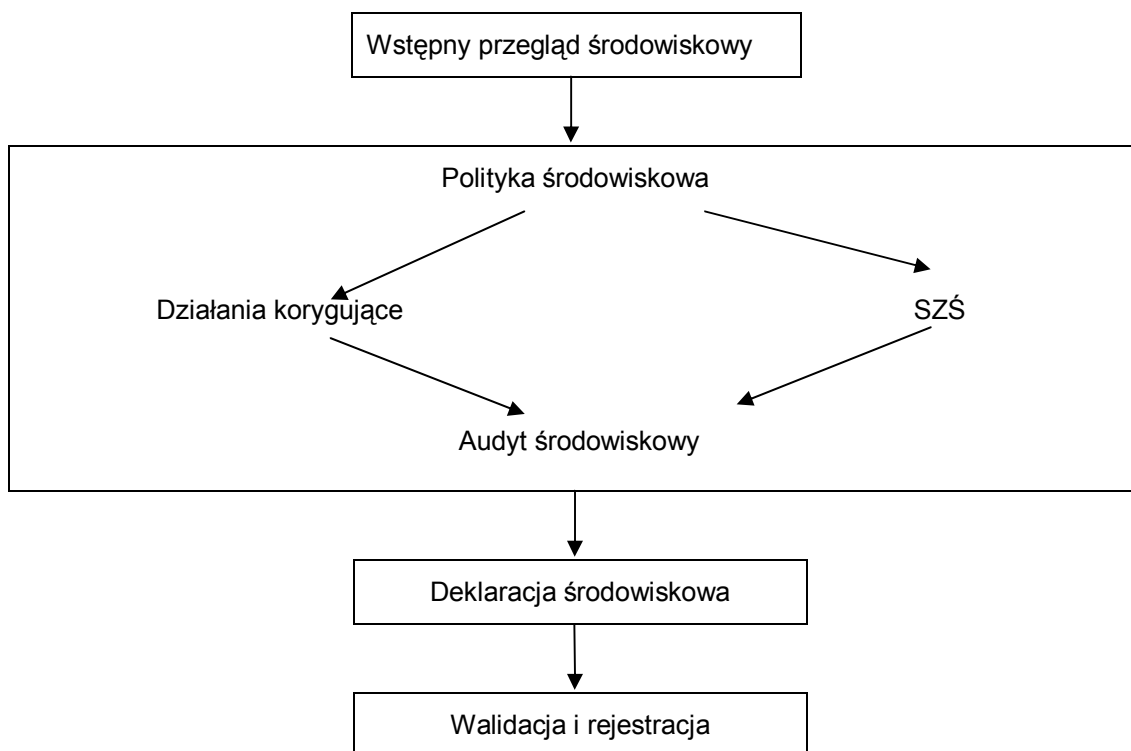 Wstępny przegląd środowiskowy
Polityka środowiskowa
Działania korygujące
SZŚ
Audyt środowiskowy
Deklaracja środowiskowa
Walidacja i rejestracja